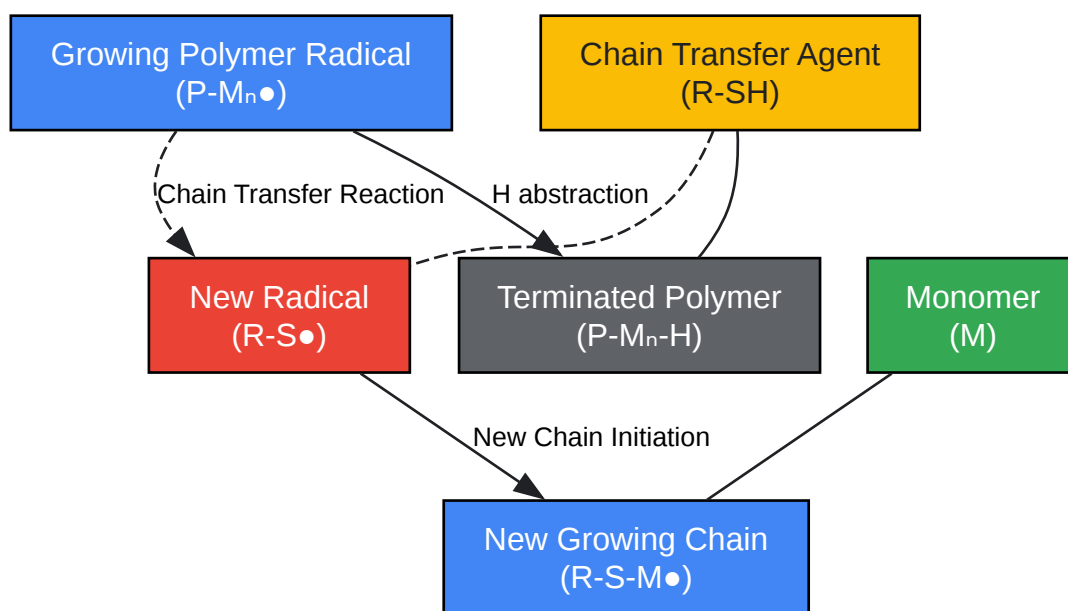 Growing Polymer Radical
(P-Mₙ●)
Chain Transfer Agent
(R-SH)
Chain Transfer Reaction
H abstraction
New Radical
(R-S●)
Terminated Polymer
(P-Mₙ-H)
Monomer
(M)
New Chain Initiation
New Growing Chain
(R-S-M●)